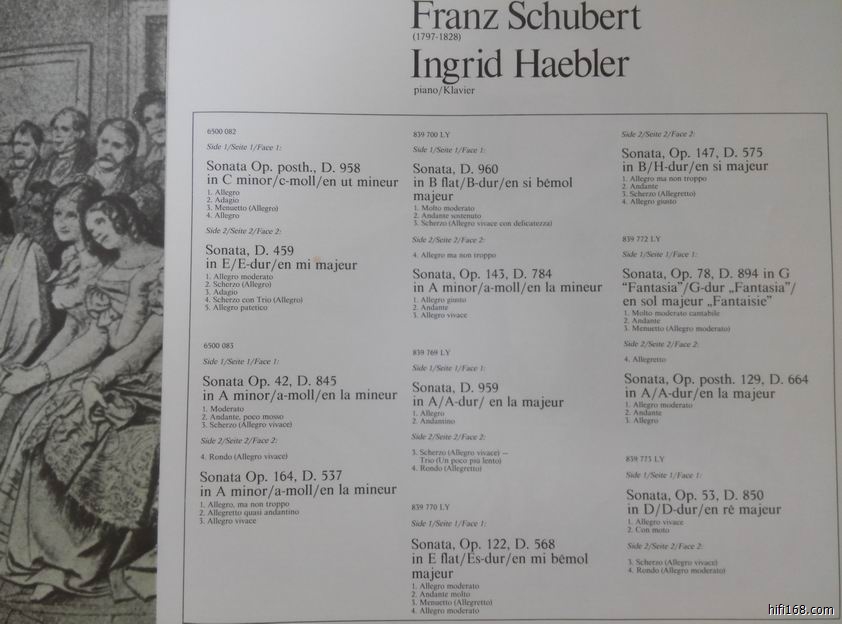 Franz Schubert
(1797-1828)
Ingrid Haebler
piano/Klavier
6500 082
Side 1/Seite 1/Face 1:
Sonata Op. posth., D. 958
in C minor/c-moll/en ut mineur
1. Allegro
2. Adagio
3. Menuetto (Allegro)
4. Allegro
Side 2/Seite 2/Face 2:
Sonata, D. 459
in E/E-dur/en mi majeur
1. Allegro moderato
2. Scherzo (Allegro)
3. Adagio
4. Scherzo con Trio (Allegro)
5. Allegro patetico
6500 083
Side 1/Seite 1/Face 1:
Sonata Op. 42, D. 845
in A minor/a-moll/en la mineur
1. Moderato
2. Andante, poco mosso
3. Scherzo (Allegro vivace)
Side 2/Seite 2/Face 2:
4. Rondo (Allegro vivace)
Sonata Op. 164, D. 537
in A minor/a-moll/en la mineur
1. Allegro, ma non troppo
2. Allegretto quasi andantino
3. Allegro vivace
839 700 LY
Side 1/Seite 1/Face 1:
Sonata, D. 960
in B flat/B-dur/en si bémol
majeur
1. Molto moderato
2. Andante sostenuto
3. Scherzo (Allegro vivace con delicatezza)
Side 2/Seite 2/Face 2:
4. Allegro ma non troppo
Sonata, Op. 143, D. 784
in A minor/a-moll/en la mineur
1. Allegro giusto
2. Andante
3. Allegro vivace
839 769 LY
Side 1/Seite 1/Face 1:
Sonata, D. 959
in A/A-dur/ en la majeur
1. Allegro
2. Andantino
Side 2/Seite 2/Face 2:
3. Scherzo (Allegro vivace) —
Trio (Un poco più lento)
4. Rondo (Allegretto)
839 770 LY
Side 1/Seite 1/Face 1:
Sonata, Op. 122, D. 568
in E flat/Es-dur/en mi bémol
majeur
1. Allegro moderato
2. Andante molto
3. Menuetto (Allegretto)
4. Allegro moderato
Side 2/Seite 2/Face 2:
Sonata, Op. 147, D. 575
in B/H-dur/en si majeur
1. Allegro ma non troppo
2. Andante
3. Scherzo (Allegretto)
4. Allegro giusto
839 772 LY
Side 1/Seite 1/Face 1:
Sonata, Op. 78, D. 894 in G
“Fantasia”/G-dur „Fantasia”/
en sol majeur „Fantaisie”
1. Molto moderato cantabile
2. Andante
3. Menuetto (Allegro moderato)
Side 2/Seite 2/Face 2:
4. Allegretto
Sonata, Op. posth. 129, D. 664
in A/A-dur/en la majeur
1. Allegro moderato
2. Andante
3. Allegro
839 773 LY
Side 1/Seite 1/Face 1:
Sonata, Op. 53, D. 850
in D/D-dur/en ré majeur
1. Allegro vivace
2. Con moto
Side 2/Seite 2/Face 2:
3. Scherzo (Allegro vivace)
4. Rondo (Allegro moderato)
hifi168.com